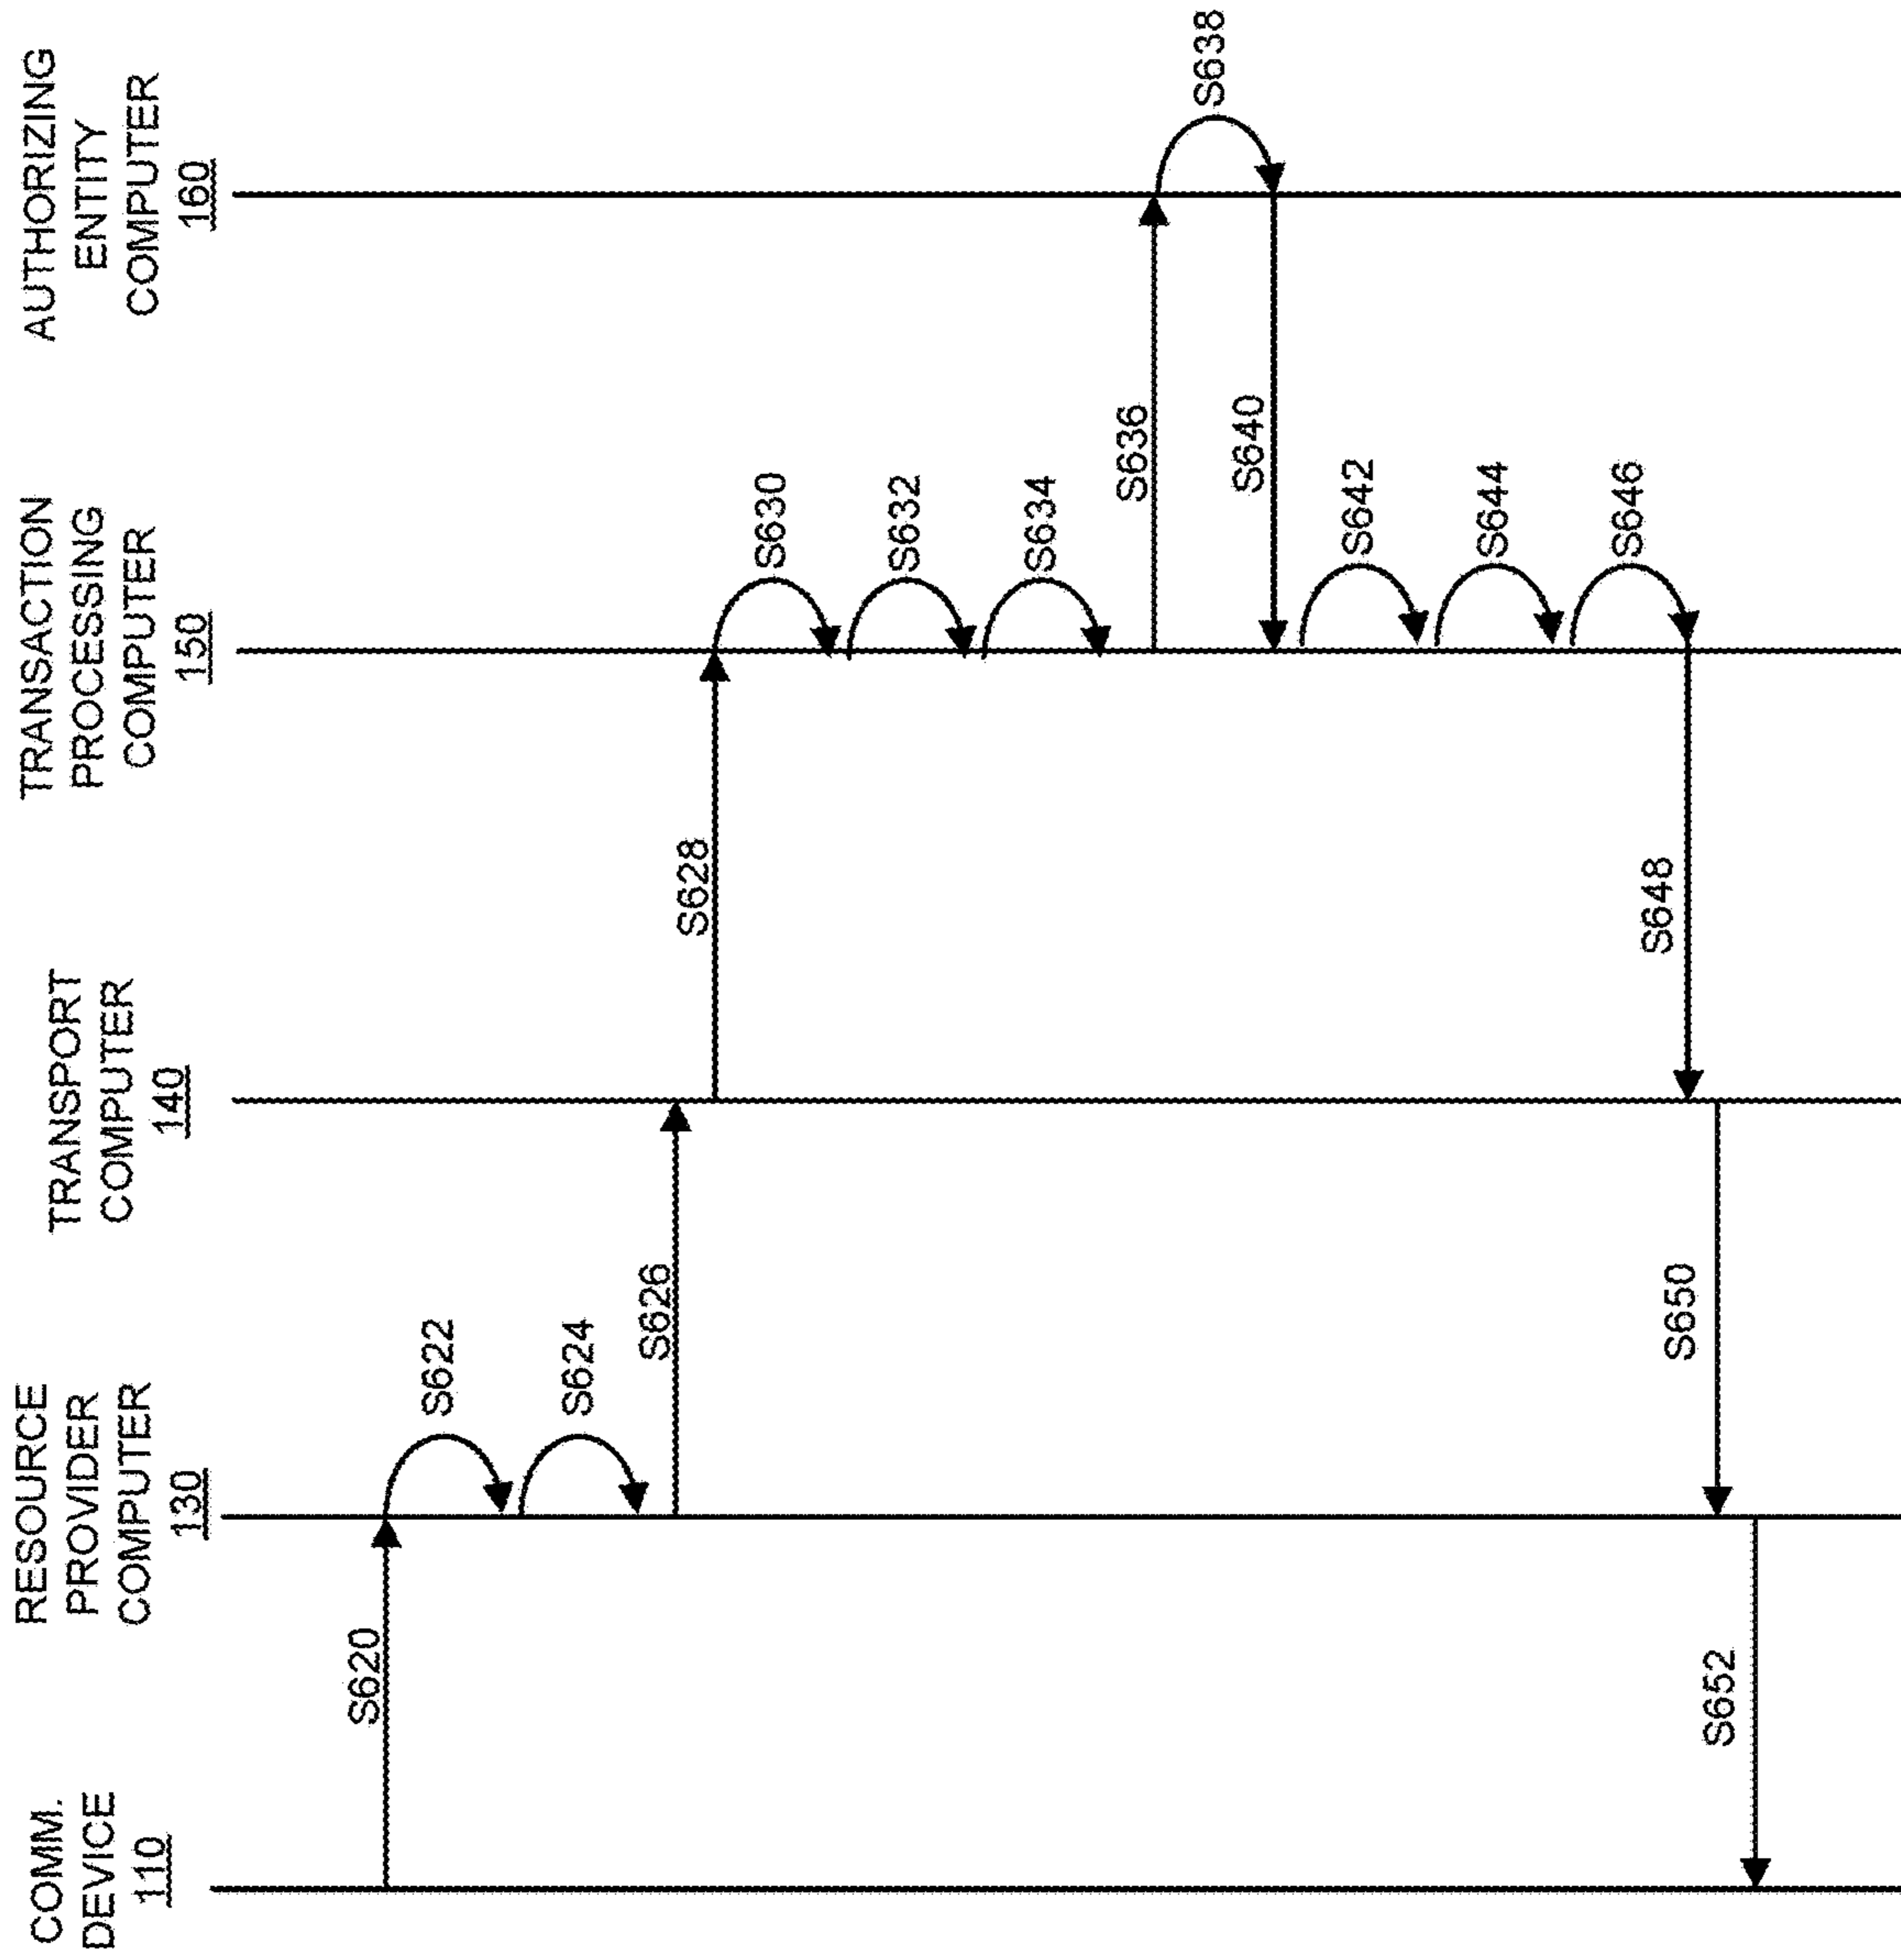 COMM.
DEVICE
110
RESOURCE
PROVIDER
COMPUTER
130
TRANSPORT
COMPUTER
140
TRANSACTION
PROCESSING
COMPUTER
150
AUTHORIZING
ENTITY
COMPUTER
160
S620
S622
S624
S626
S628
S630
S632
S634
S636
S638
S640
S642
S644
S646
S648
S650
S652